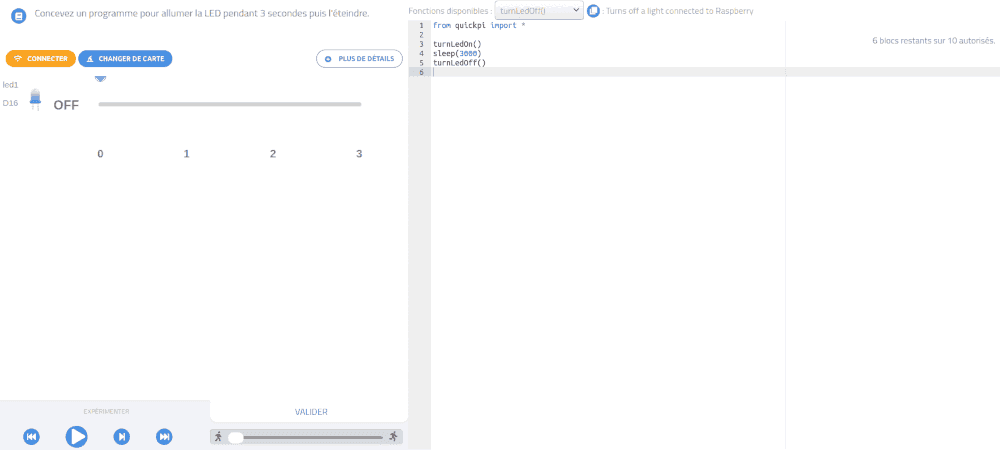 Concevez un programme pour allumer la LED pendant 3 secondes puis l'éteindre.
CONNECTER
CHANGER DE CARTE
PLUS DE DÉTAILS
led1
D16
OFF
0 1 2 3
EXPÉRIMENTER
VALIDER
Fonctions disponibles : turnLedOff() : Turns off a light connected to Raspberry
1 from quickpi import *
2
3 turnLedOn()
4 sleep(3000)
5 turnLedOff()
6
6 blocs restants sur 10 autorisés.